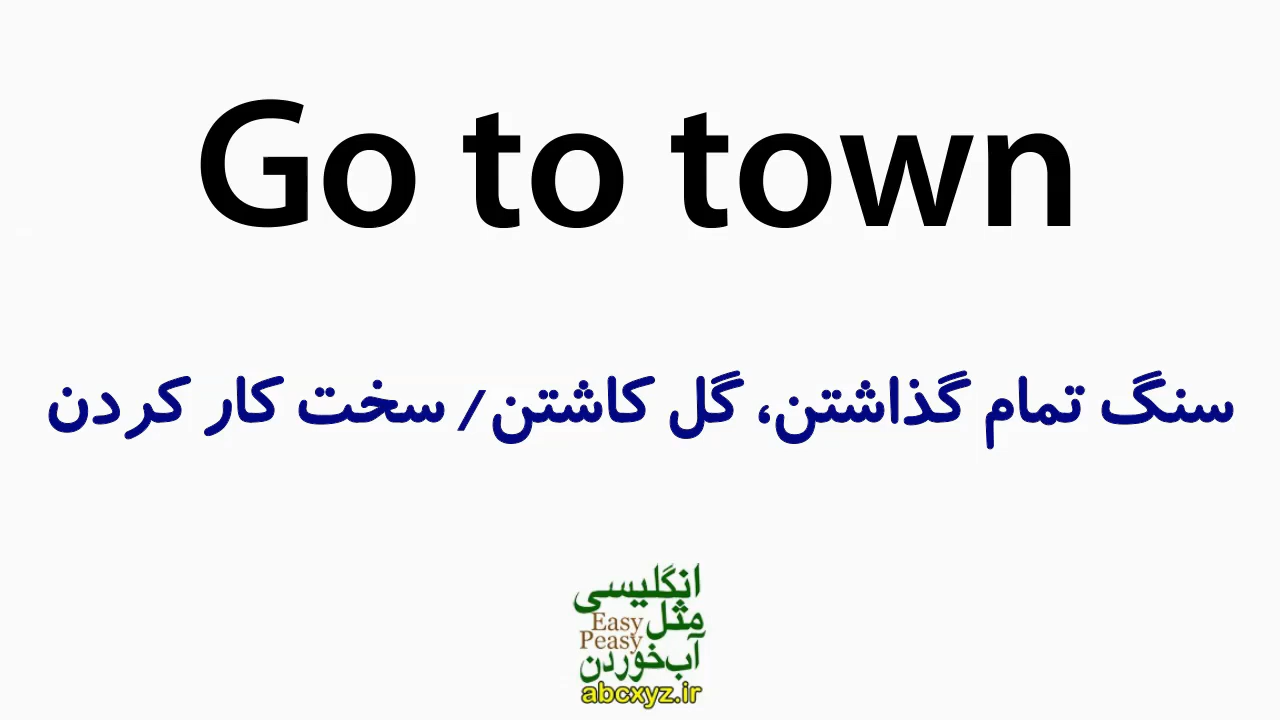 Go to town
سنگ تمام گذاشتن، گل کاشتن/ سخت کار کردن
انگلیسی
مثل Easy
Peasy
آب‌خوردن
abcxyz.ir